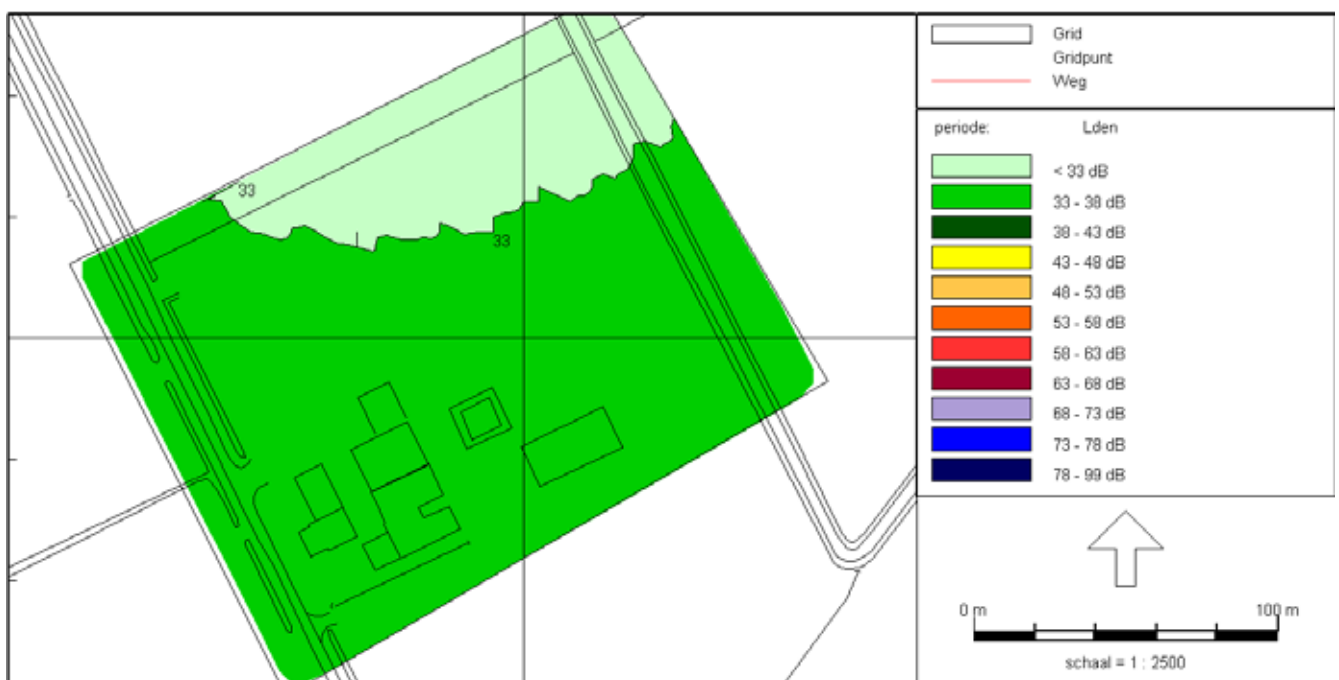 Grid
Gridpunt
Weg
periode: Lden
< 33 dB
33 - 38 dB
38 - 43 dB
43 - 48 dB
48 - 53 dB
53 - 58 dB
58 - 63 dB
63 - 68 dB
68 - 73 dB
73 - 78 dB
78 - 99 dB
33
33
0 m 100 m
schaal = 1 : 2500